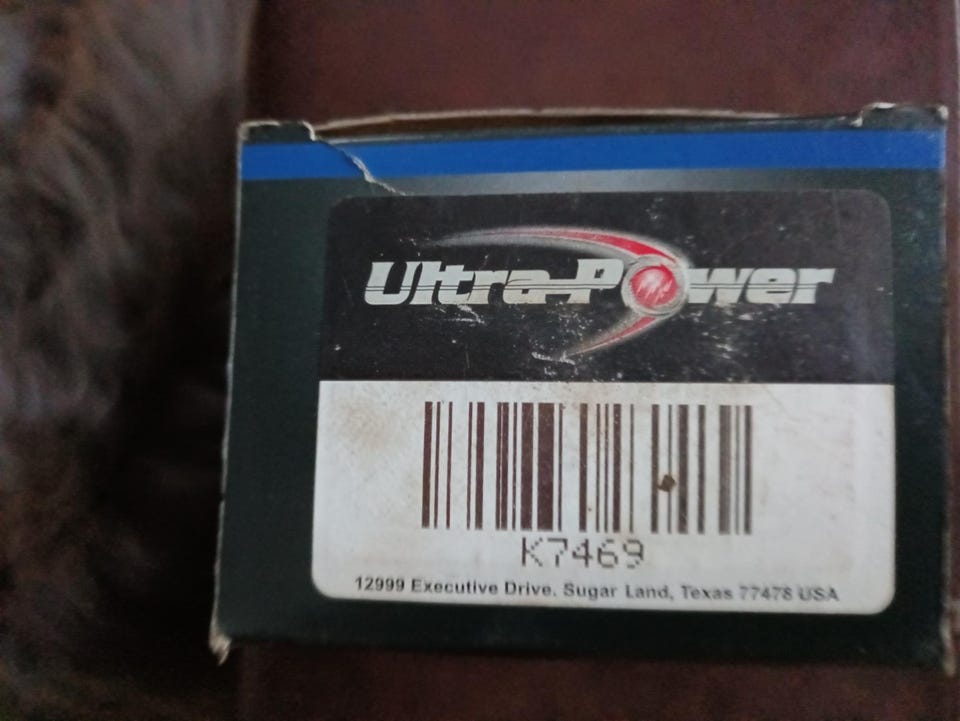 Ultra-Power
K7469
12999 Executive Drive. Sugar Land, Texas 77478 USA